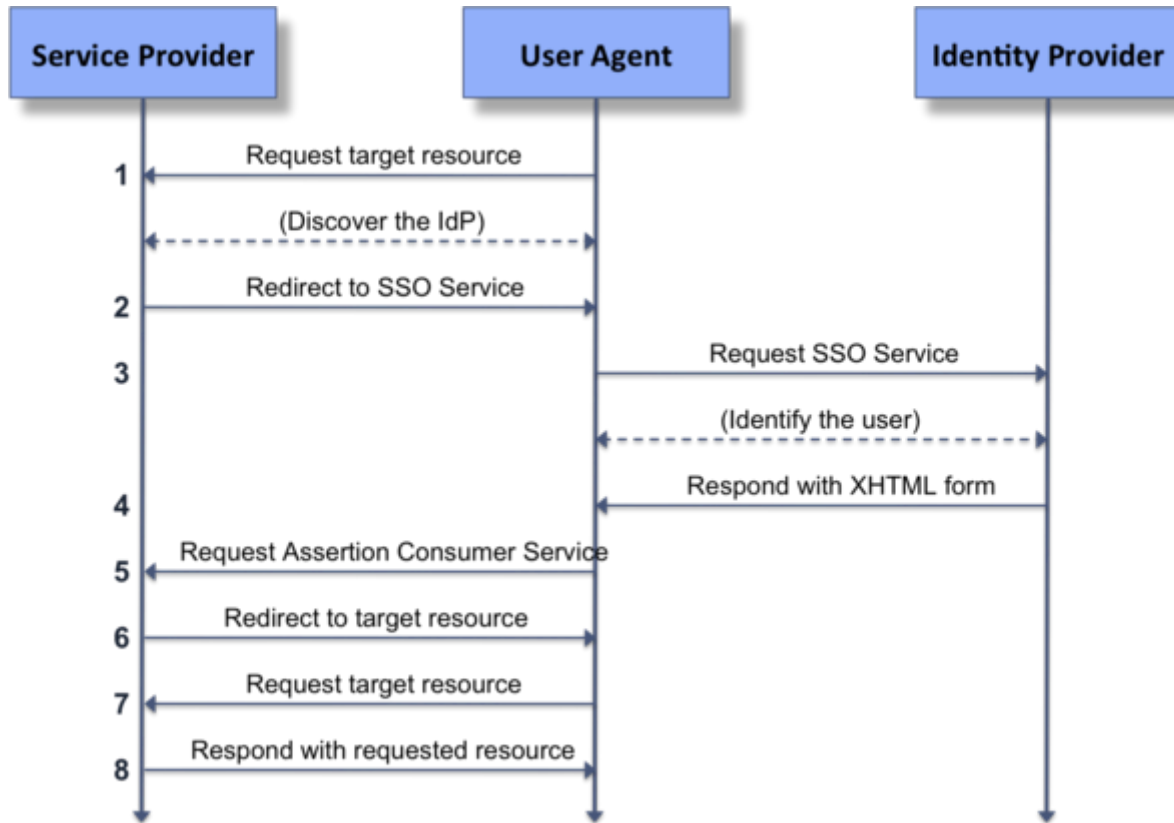 Service Provider
User Agent
Identity Provider
Request target resource
1
(Discover the IdP)
Redirect to SSO Service
2
Request SSO Service
3
(Identify the user)
Respond with XHTML form
4
Request Assertion Consumer Service
5
Redirect to target resource
6
Request target resource
7
Respond with requested resource
8